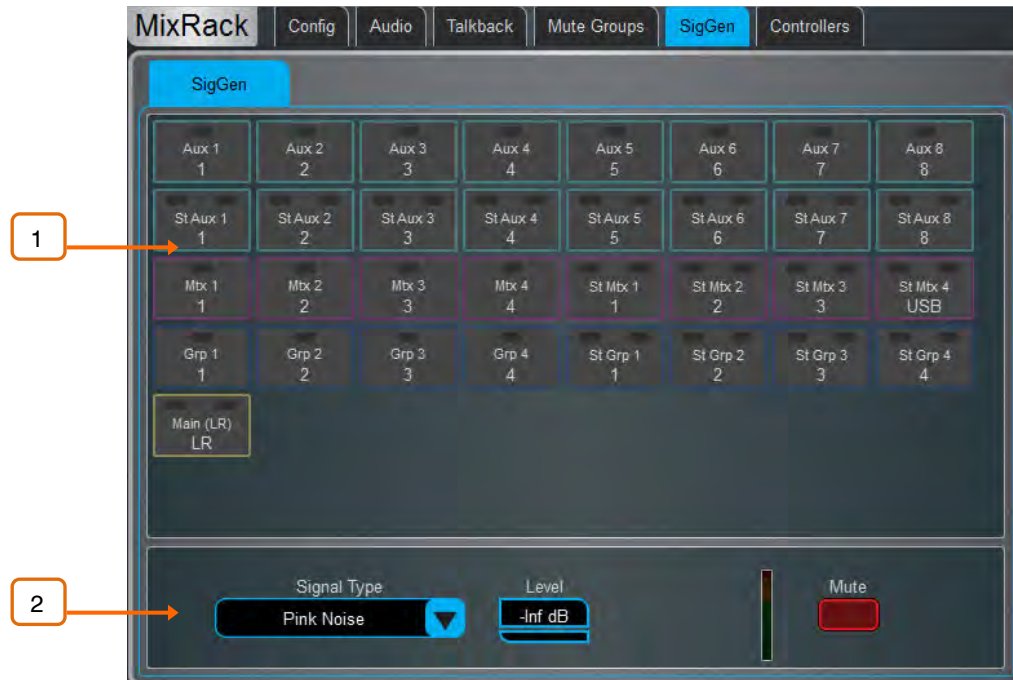 MixRack Config Audio Talkback Mute Groups SigGen Controllers
SigGen
Aux 1 Aux 2 Aux 3 Aux 4 Aux 5 Aux 6 Aux 7 Aux 8
1 2 3 4 5 6 7 8
St Aux 1 St Aux 2 St Aux 3 St Aux 4 St Aux 5 St Aux 6 St Aux 7 St Aux 8
1 2 3 4 5 6 7 8
1
Mtx 1 Mtx 2 Mtx 3 Mtx 4 St Mtx 1 St Mtx 2 St Mtx 3 St Mtx 4
1 2 3 4 1 2 3 USB
Grp 1 Grp 2 Grp 3 Grp 4 St Grp 1 St Grp 2 St Grp 3 St Grp 4
1 2 3 4 1 2 3 4
Main (LR)
LR
Signal Type Level Mute
2
Pink Noise -Inf dB